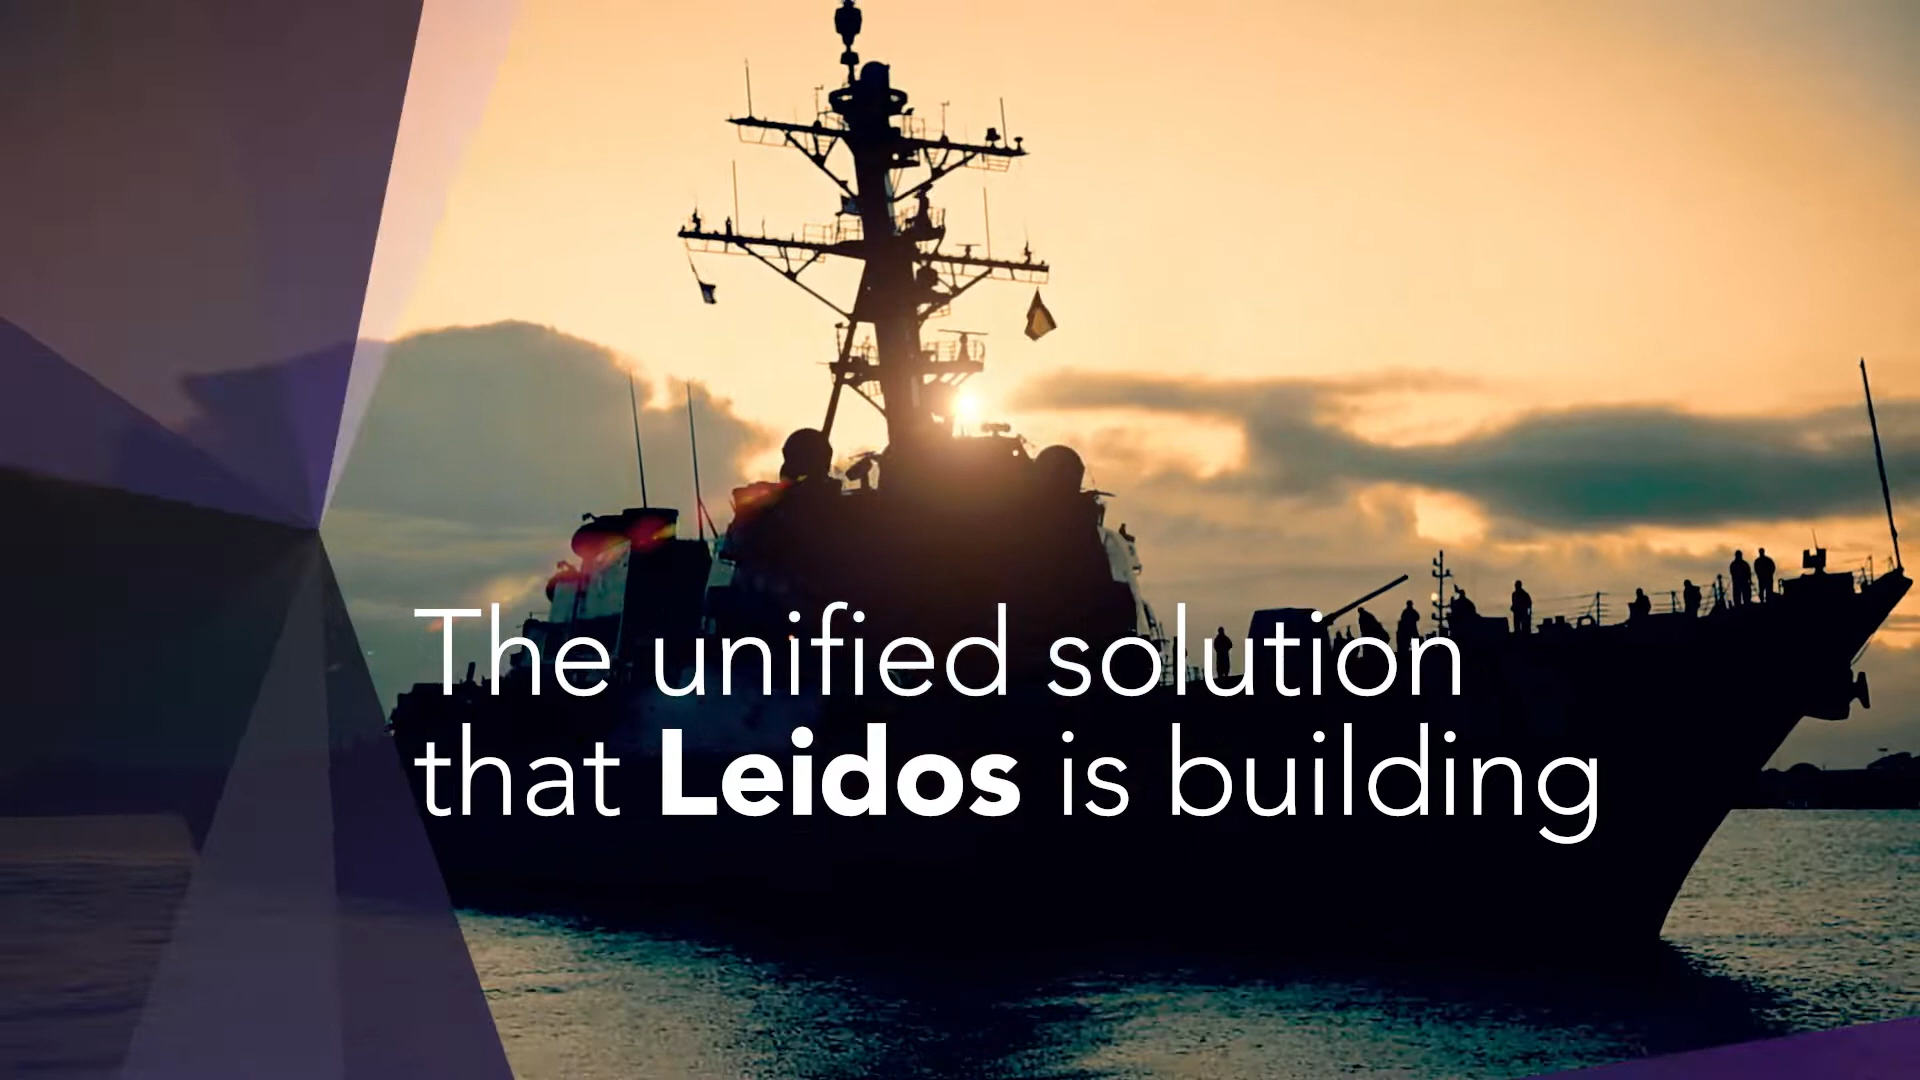 The unified solution
that Leidos is building